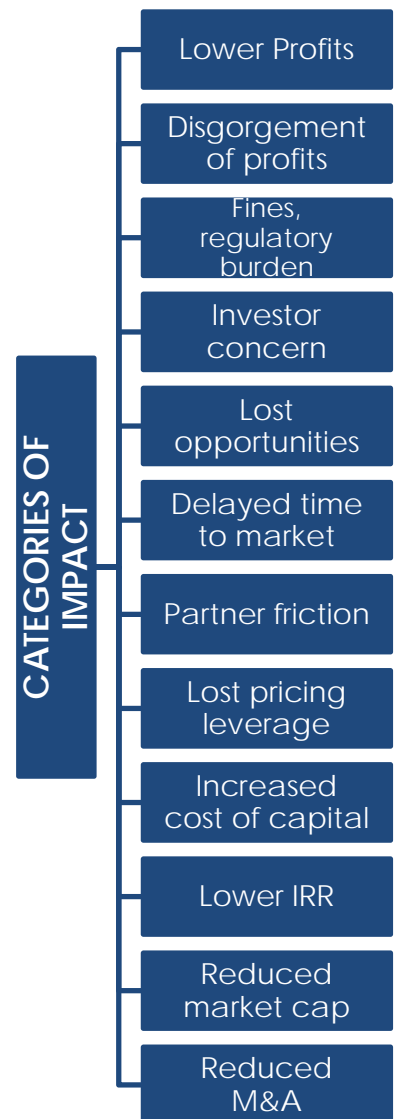 CATEGORIES OF
IMPACT
Lower Profits
Disgorgement
of profits
Fines,
regulatory
burden
Investor
concern
Lost
opportunities
Delayed time
to market
Partner friction
Lost pricing
leverage
Increased
cost of capital
Lower IRR
Reduced
market cap
Reduced
M&A